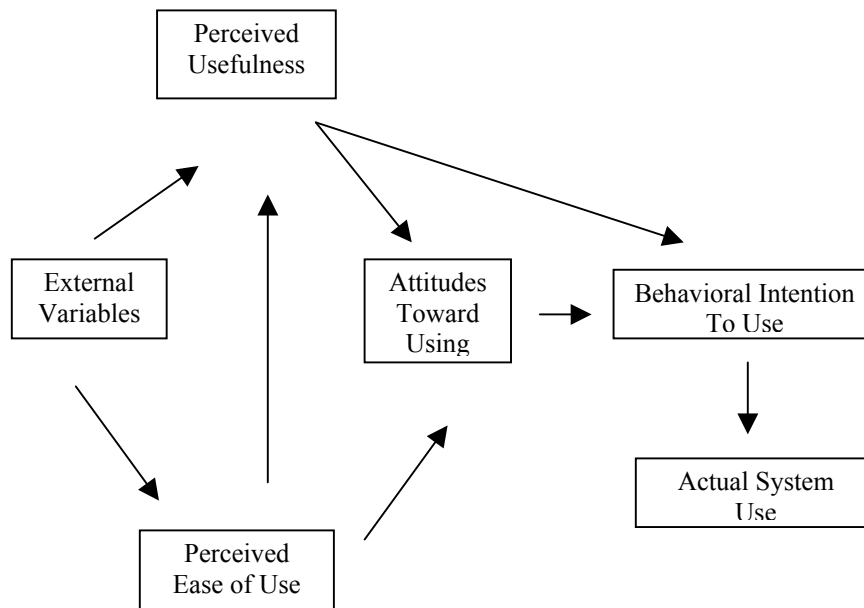 Perceived
Usefulness
External
Variables
Attitudes
Toward
Using
Behavioral Intention
To Use
Actual System
Use
Perceived
Ease of Use